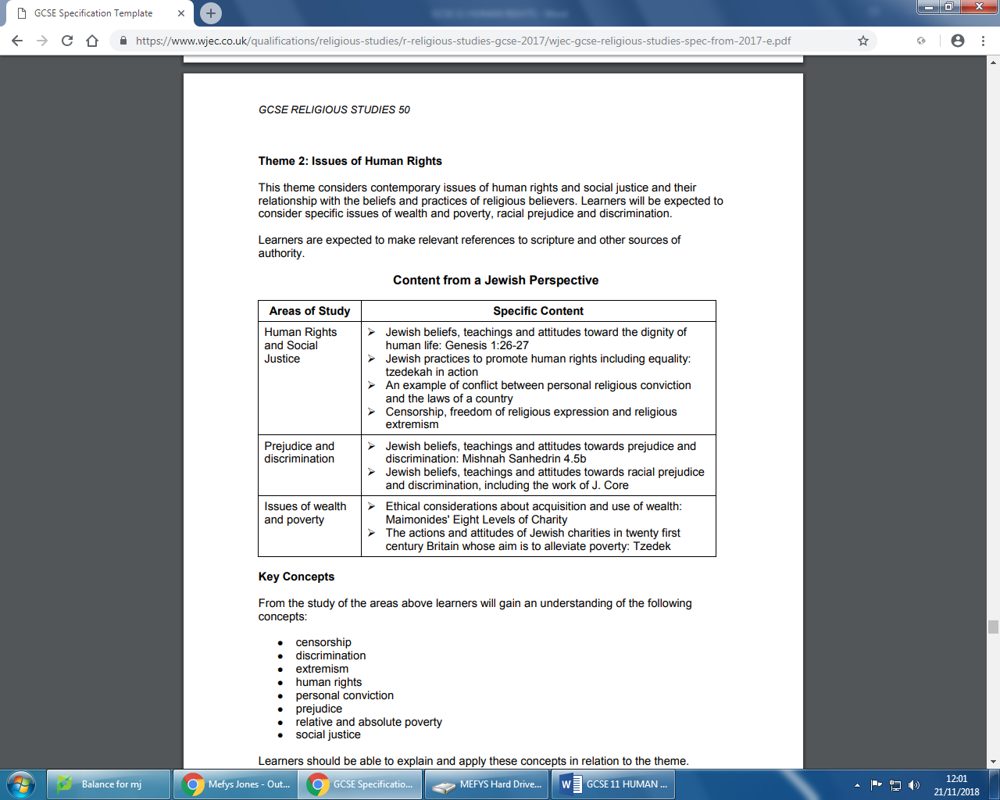 GCSE Specification Template
https://www.wjec.co.uk/qualifications/religious-studies/r-religious-studies-gcse-2017/wjec-gcse-religious-studies-spec-from-2017-e.pdf
GCSE RELIGIOUS STUDIES 50
Theme 2: Issues of Human Rights
This theme considers contemporary issues of human rights and social justice and their
relationship with the beliefs and practices of religious believers. Learners will be expected to
consider specific issues of wealth and poverty, racial prejudice and discrimination.
Learners are expected to make relevant references to scripture and other sources of
authority.
Content from a Jewish Perspective
Areas of Study
Specific Content
Human Rights
and Social
Justice
➢ Jewish beliefs, teachings and attitudes toward the dignity of
human life: Genesis 1:26-27
➢ Jewish practices to promote human rights including equality:
tzedekah in action
➢ An example of conflict between personal religious conviction
and the laws of a country
➢ Censorship, freedom of religious expression and religious
extremism
Prejudice and
discrimination
➢ Jewish beliefs, teachings and attitudes towards prejudice and
discrimination: Mishnah Sanhedrin 4.5b
➢ Jewish beliefs, teachings and attitudes towards racial prejudice
and discrimination, including the work of J. Core
Issues of wealth
and poverty
➢ Ethical considerations about acquisition and use of wealth:
Maimonides' Eight Levels of Charity
➢ The actions and attitudes of Jewish charities in twenty first
century Britain whose aim is to alleviate poverty: Tzedek
Key Concepts
From the study of the areas above learners will gain an understanding of the following
concepts:
• censorship
• discrimination
• extremism
• human rights
• personal conviction
• prejudice
• relative and absolute poverty
• social justice
Learners should be able to explain and apply these concepts in relation to the theme.
Balance for mj
Mefys Jones - Out...
GCSE Specificatio...
MEFYS Hard Drive...
GCSE 11 HUMAN ...
12:01
21/11/2018